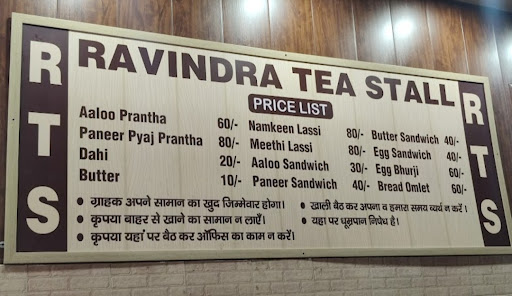 RTS
RAVINDRA TEA STALL
RTS
PRICE LIST
Aaloo Prantha 60/-
Paneer Pyaj Prantha 80/-
Dahi 20/-
Butter 10/-
Namkeen Lassi 80/-
Meethi Lassi 80/-
Aaloo Sandwich 30/-
Paneer Sandwich 40/-
Butter Sandwich 40/-
Egg Sandwich 40/-
Egg Bhurji 60/-
Bread Omlet 60/-
• ग्राहक अपने सामान का खुद जिम्मेवार होगा।
• कृपया बाहर से खाने का सामान न लाएँ।
• कृपया यहाँ पर बैठ कर ऑफिस का काम न करें।
• खाली बैठ कर अपना व हमारा समय व्यर्थ न करें।
• यहा पर धूम्रपान निषेध है।